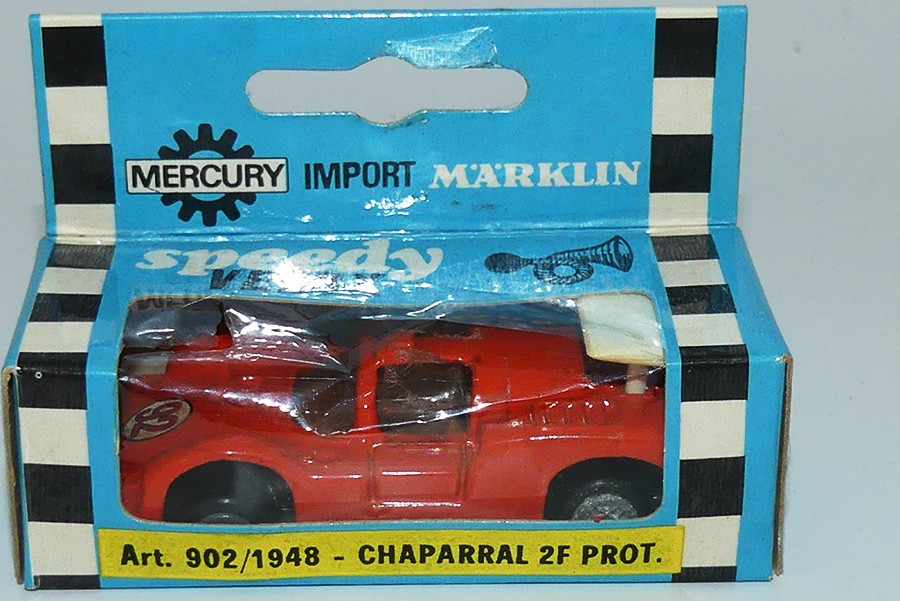 MERCURY IMPORT MÄRKLIN
speedy
Art. 902/1948 - CHAPARRAL 2F PROT.